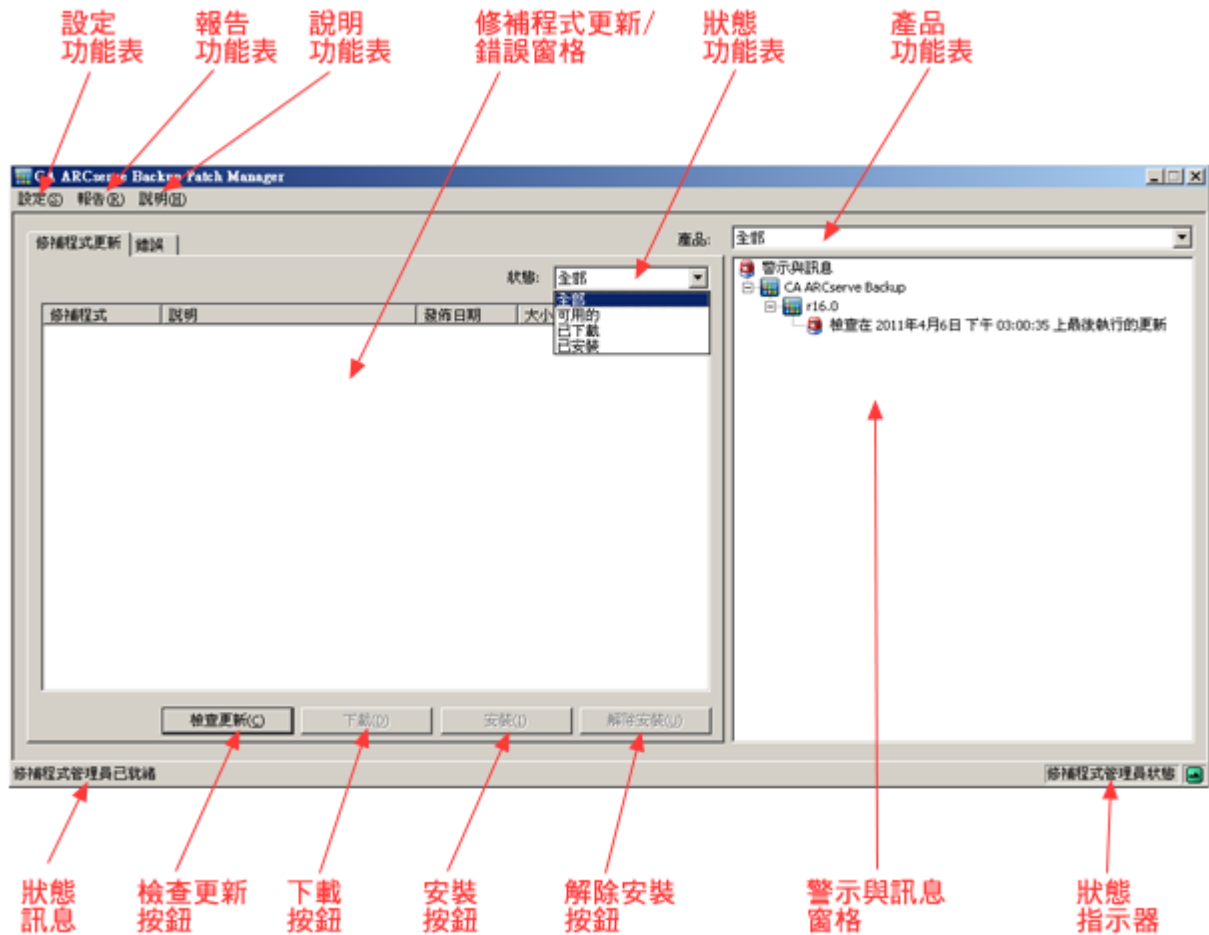 設定
功能表
報告
功能表
說明
功能表
修補程式更新/
錯誤窗格
狀態
功能表
產品
功能表
CA ARCserve Backup Patch Manager
設定(S) 報告(R) 說明(H)
修補程式更新 錯誤
產品: 全部
狀態: 全部
全部
可用的
已下載
已安裝
修補程式 說明 發佈日期 大小
警示與訊息
CA ARCserve Backup
r16.0
檢查在 2011年4月6日 下午 03:00:35 上最後執行的更新
檢查更新(C) 下載(D) 安裝(I) 解除安裝(U)
修補程式管理員已就緒
修補程式管理員狀態
狀態
訊息
檢查更新
按鈕
下載
按鈕
安裝
按鈕
解除安裝
按鈕
警示與訊息
窗格
狀態
指示器